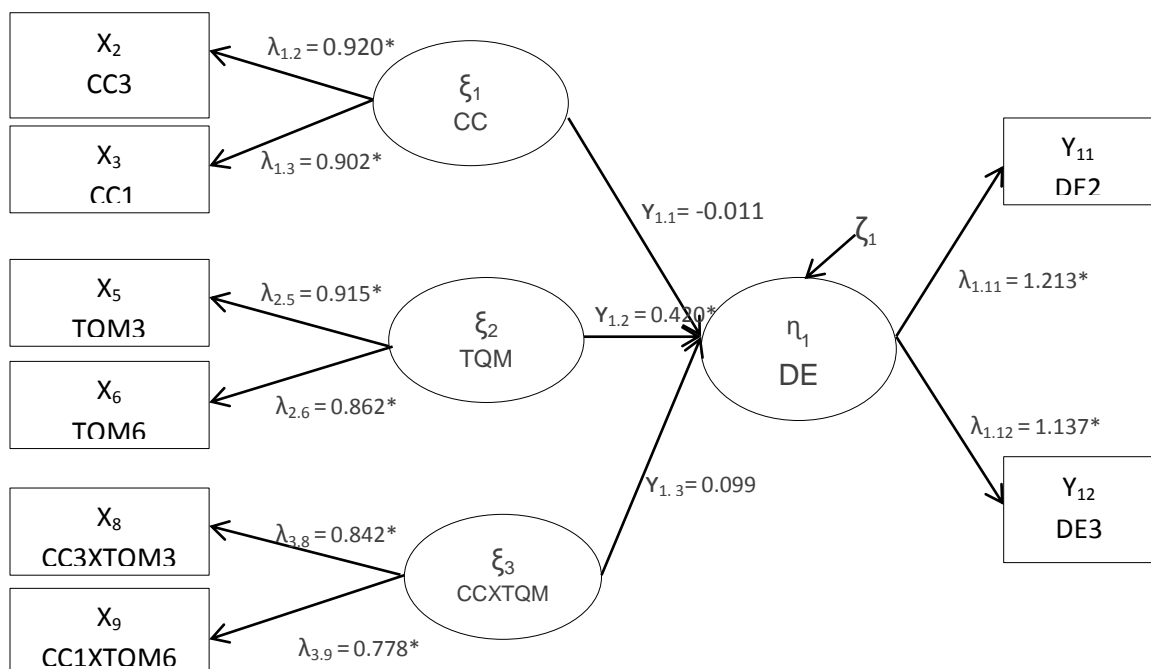 X₂
CC3
λ₁.₂ = 0.920*
ξ₁
CC
X₃
CC1
λ₁.₃ = 0.902*
γ₁.₁ = -0.011
Y₁₁
DE2
ζ₁
λ₁.₁₁ = 1.213*
X₅
TQM3
λ₂.₅ = 0.915*
ξ₂
TQM
γ₁.₂ = 0.420*
η₁
DE
X₆
TQM6
λ₂.₆ = 0.862*
λ₁.₁₂ = 1.137*
γ₁.₃ = 0.099
Y₁₂
DE3
X₈
CC3XTQM3
λ₃.₈ = 0.842*
ξ₃
CCXTQM
X₉
CC1XTQM6
λ₃.₉ = 0.778*